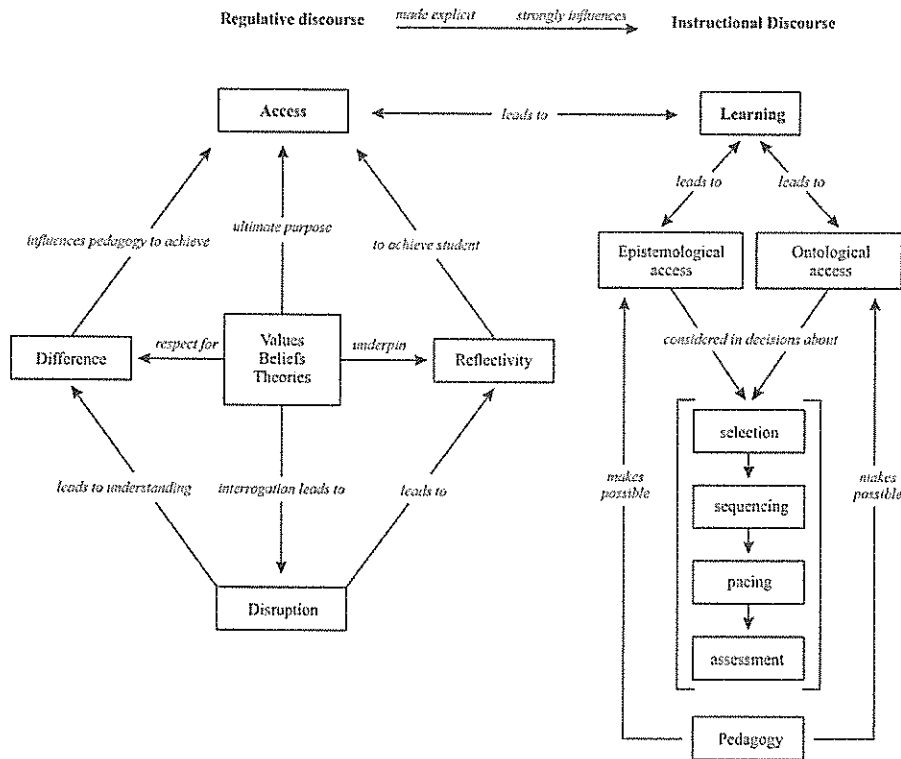 Regulative discourse made explicit strongly influences Instructional Discourse
Access
leads to
Learning
leads to
leads to
influences pedagogy to achieve
ultimate purpose
to achieve student
Epistemological
access
Ontological
access
Difference
respect for
Values
Beliefs
Theories
underpin
Reflectivity
considered in decisions about
selection
leads to understanding
interrogation leads to
leads to
makes
possible
makes
possible
sequencing
pacing
Disruption
assessment
Pedagogy